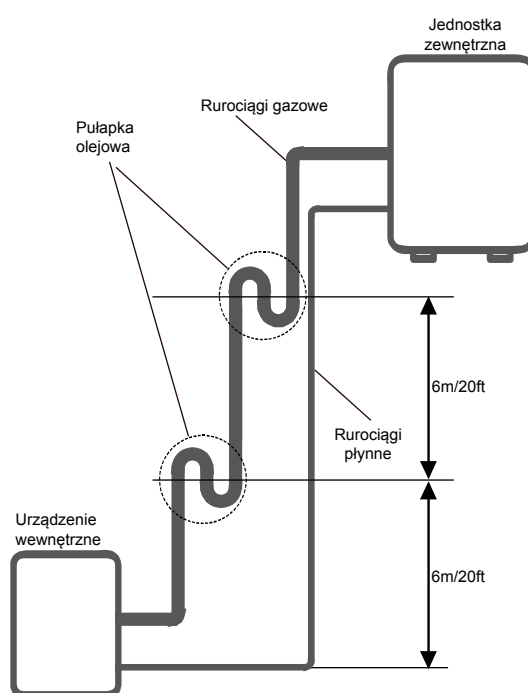 Jednostka
zewnętrzna
Rurociągi gazowe
Pułapka
olejowa
6m/20ft
Rurociągi
płynne
Urządzenie
wewnętrzne
6m/20ft